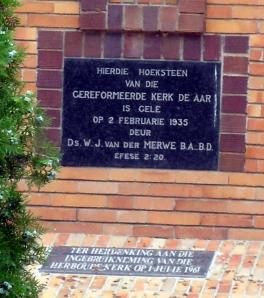 HIERDIE HOEKSTEEN
VAN DIE
GEREFORMEERDE KERK DE AAR
IS GELÊ
OP 2 FEBRUARIE 1935
DEUR
DS. W. J. VAN DER MERWE B.A., B.D.
EFESE 2:20.
TER HERDENKING AAN DIE
INGEBRUIKNEMING VAN DIE
HERBOUDE KERK OP 1 JULIE 1961